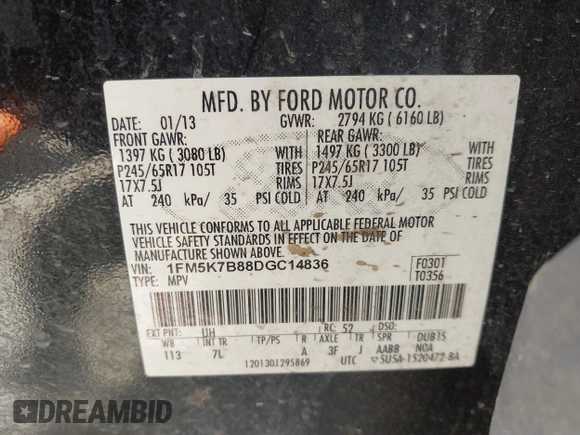 MFD. BY FORD MOTOR CO.
DATE: 01/13 GVWR: 2794 KG ( 6160 LB)
FRONT GAWR: REAR GAWR:
1397 KG ( 3080 LB) 1497 KG ( 3300 LB)
P245/65R17 105T TIRES P245/65R17 105T TIRES
17X7.5J RIMS 17X7.5J RIMS
AT 240 kPa/ 35 PSI COLD AT 240 kPa/ 35 PSI COLD
THIS VEHICLE CONFORMS TO ALL APPLICABLE FEDERAL MOTOR
VEHICLE SAFETY STANDARDS IN EFFECT ON THE DATE OF
MANUFACTURE SHOWN ABOVE.
VIN: 1FM5K7B88DGC14836 F0301
TYPE: MPV T0356
EXT PNT: UH RC: 52 DSO:
WB INT TR TP/PS R AXLE TR SPR DUBTS
113 7L A 3F J AABB NOA
1201301295869 UTC 5USA-1520472-BA
DREAMBID